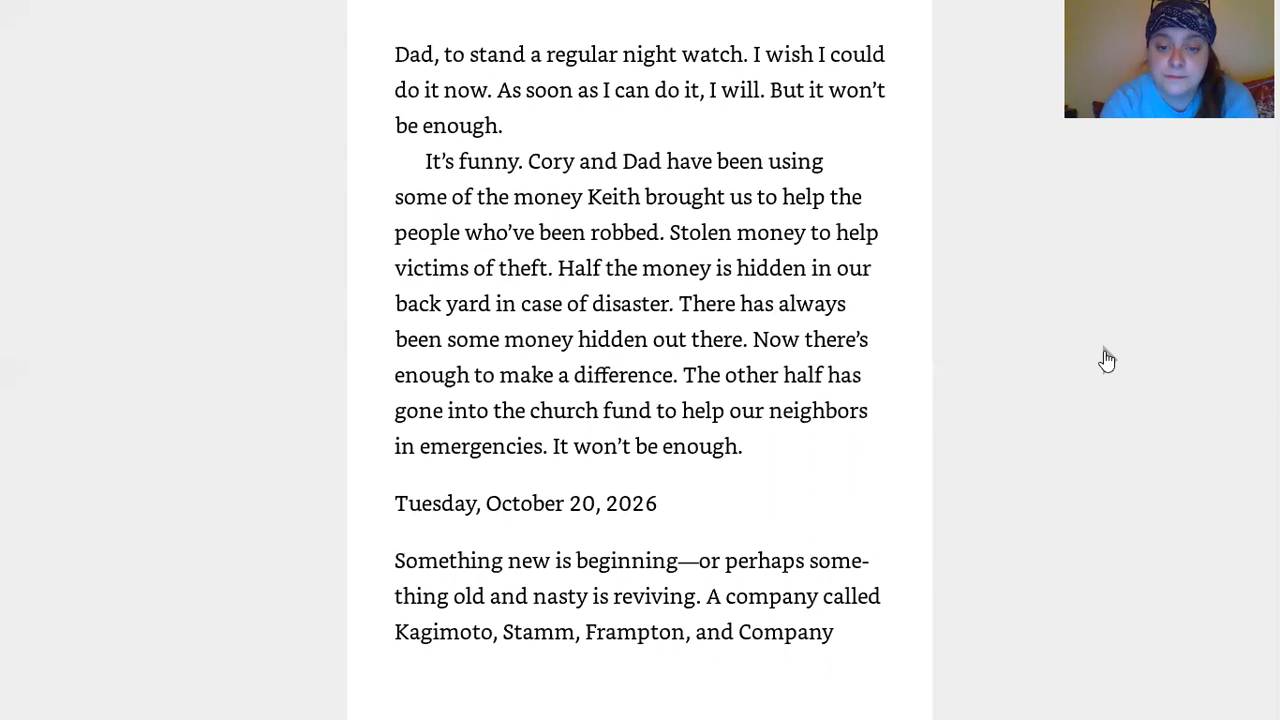 Dad, to stand a regular night watch. I wish I could
do it now. As soon as I can do it, I will. But it won’t
be enough.
It’s funny. Cory and Dad have been using
some of the money Keith brought us to help the
people who’ve been robbed. Stolen money to help
victims of theft. Half the money is hidden in our
back yard in case of disaster. There has always
been some money hidden out there. Now there’s
enough to make a difference. The other half has
gone into the church fund to help our neighbors
in emergencies. It won’t be enough.
Tuesday, October 20, 2026
Something new is beginning—or perhaps some-
thing old and nasty is reviving. A company called
Kagimoto, Stamm, Frampton, and Company